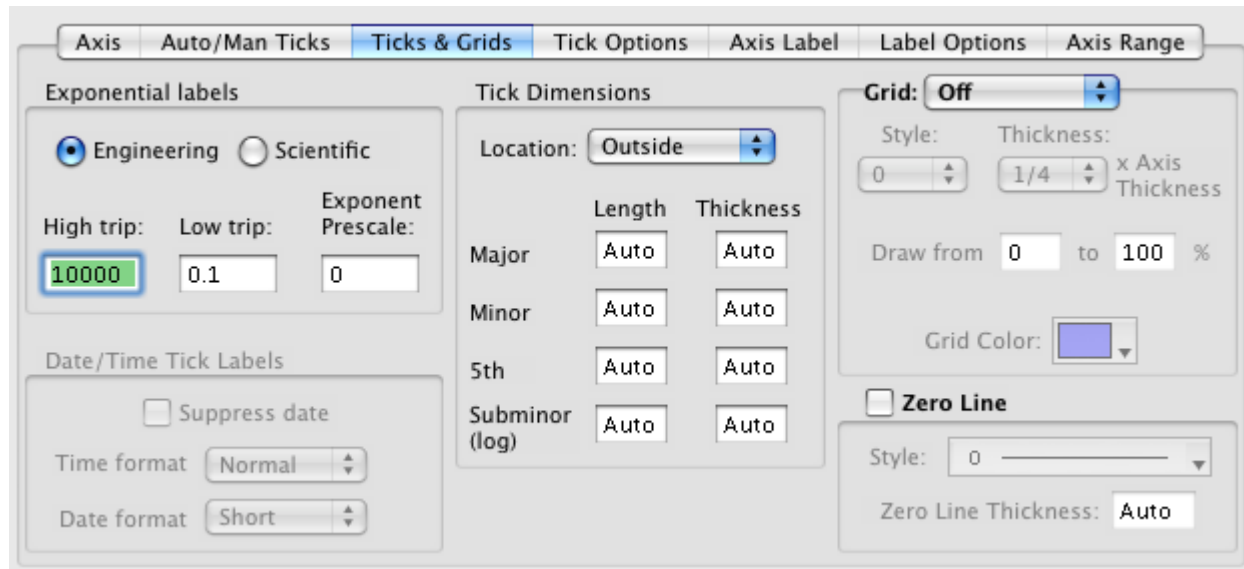 Axis Auto/Man Ticks Ticks & Grids Tick Options Axis Label Label Options Axis Range
Exponential labels
Engineering Scientific
High trip: Low trip: Exponent
Prescale:
10000 0.1 0
Date/Time Tick Labels
Suppress date
Time format Normal
Date format Short
Tick Dimensions
Location: Outside
Length Thickness
Major Auto Auto
Minor Auto Auto
5th Auto Auto
Subminor
(log) Auto Auto
Grid: Off
Style: Thickness:
0 1/4 x Axis
Thickness
Draw from 0 to 100 %
Grid Color:
Zero Line
Style: 0
Zero Line Thickness: Auto